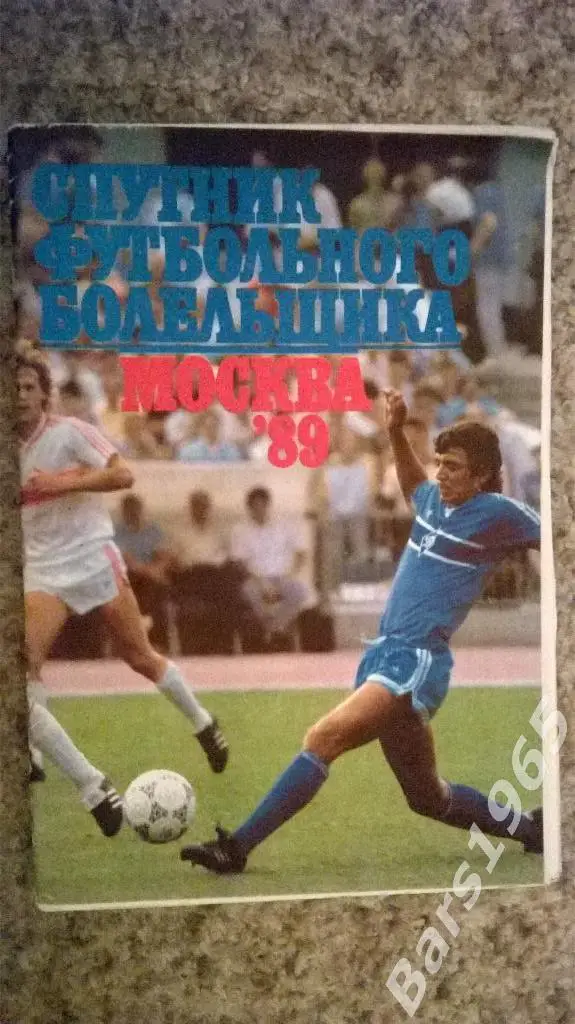 СПУТНИК
ФУТБОЛЬНОГО
БОЛЕЛЬЩИКА
МОСКВА
'89
Bars1965